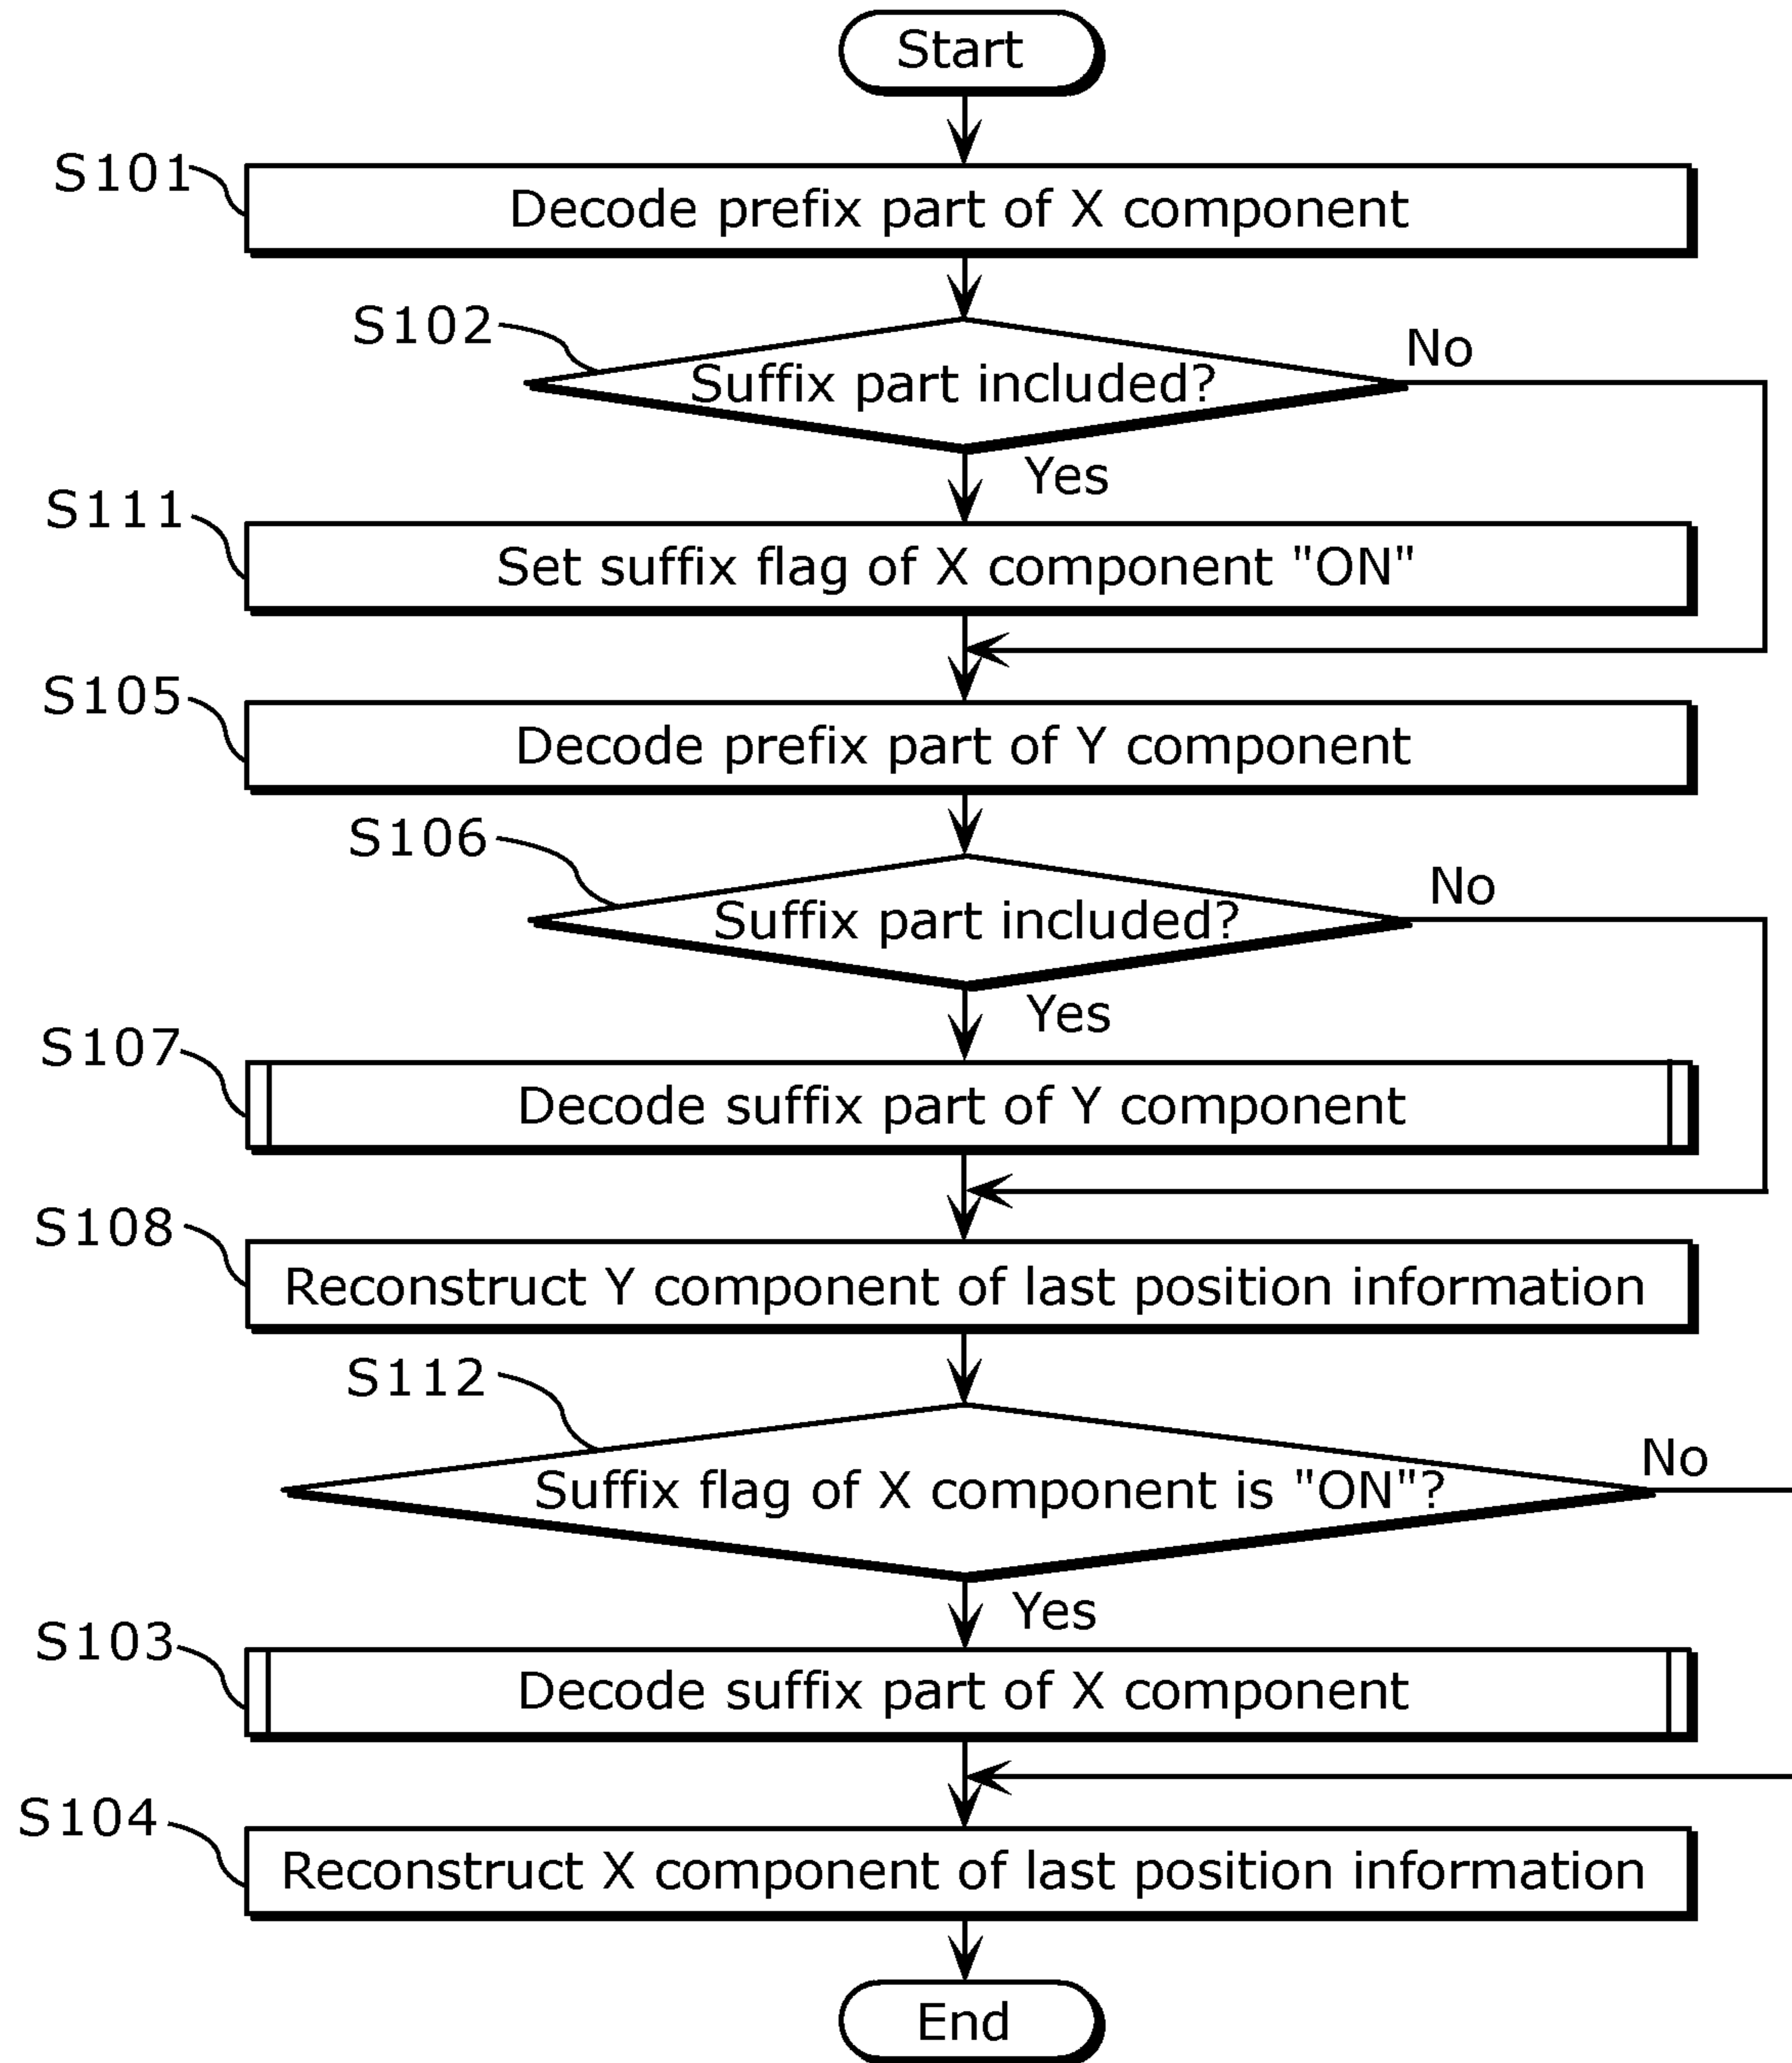 Start
S101
Decode prefix part of X component
S102
Suffix part included?
No
Yes
S111
Set suffix flag of X component "ON"
S105
Decode prefix part of Y component
S106
Suffix part included?
No
Yes
S107
Decode suffix part of Y component
S108
Reconstruct Y component of last position information
S112
Suffix flag of X component is "ON"?
No
Yes
S103
Decode suffix part of X component
S104
Reconstruct X component of last position information
End